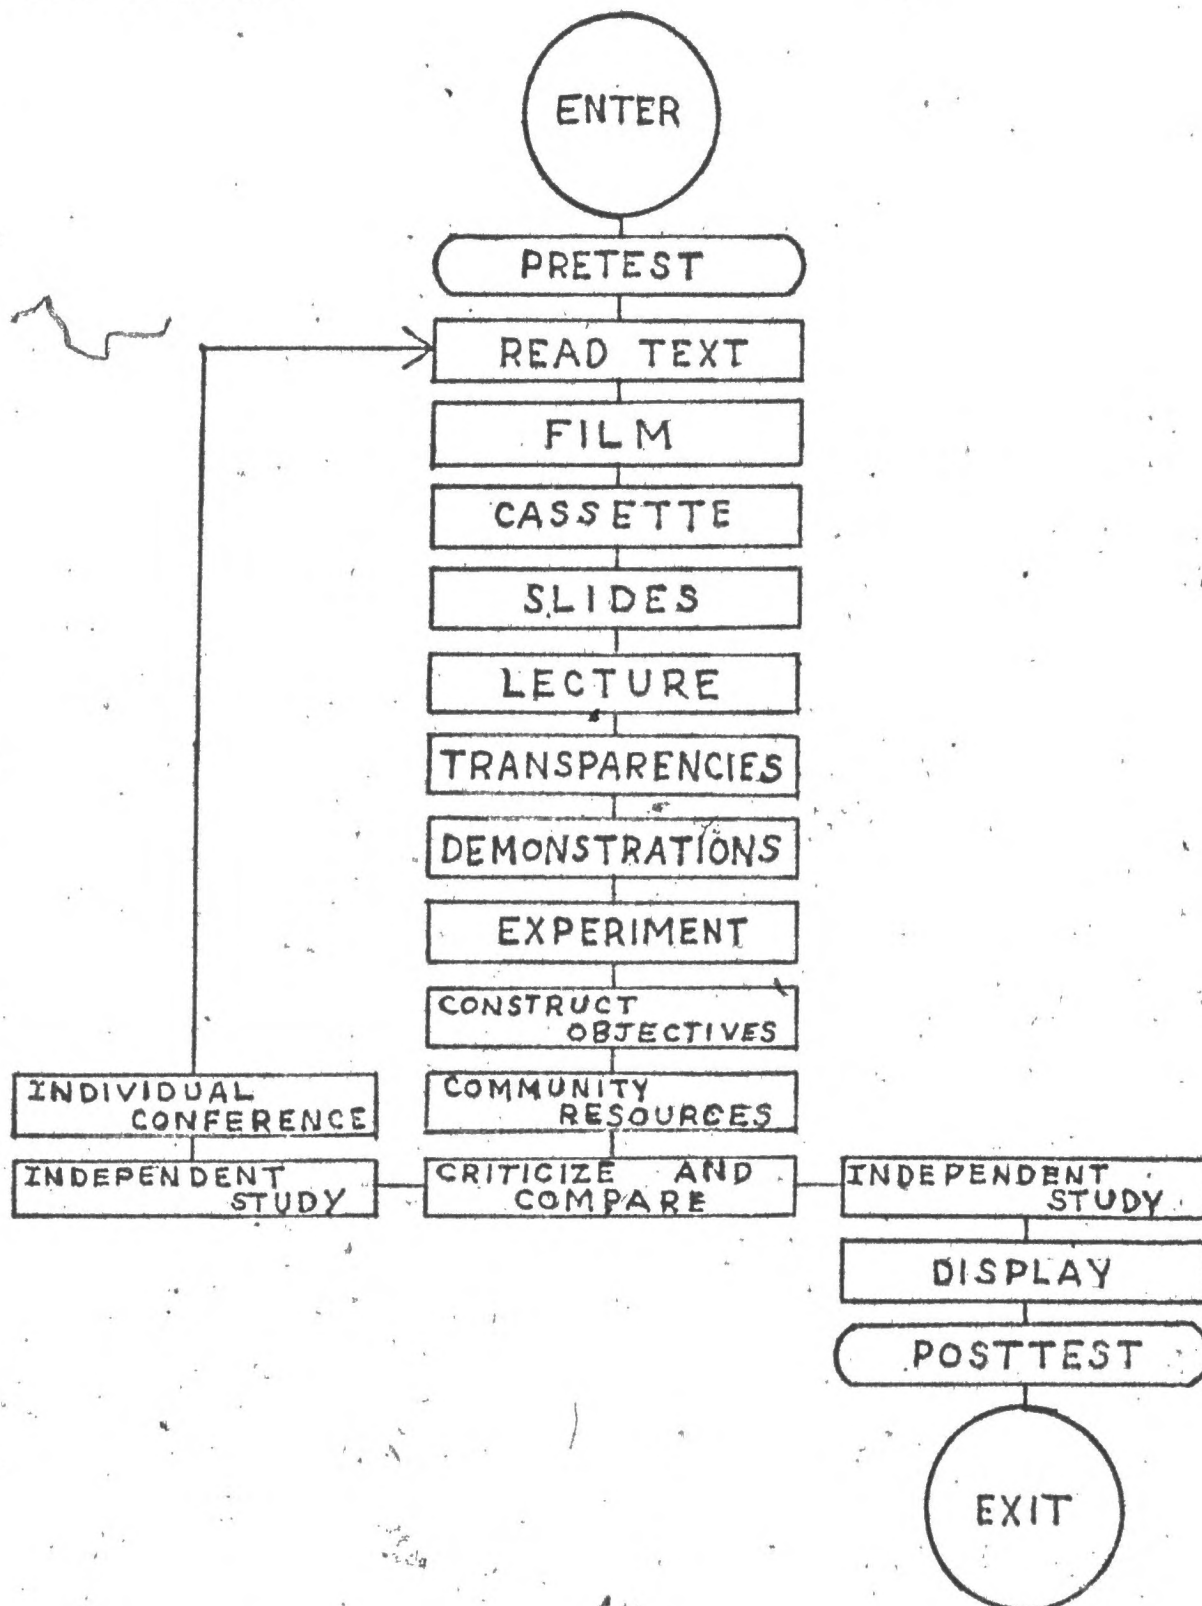 ENTER
PRETEST
READ TEXT
FILM
CASSETTE
SLIDES
LECTURE
TRANSPARENCIES
DEMONSTRATIONS
EXPERIMENT
CONSTRUCT
OBJECTIVES
INDIVIDUAL
CONFERENCE
COMMUNITY
RESOURCES
INDEPENDENT
STUDY
CRITICIZE AND
COMPARE
INDEPENDENT
STUDY
DISPLAY
POSTTEST
EXIT